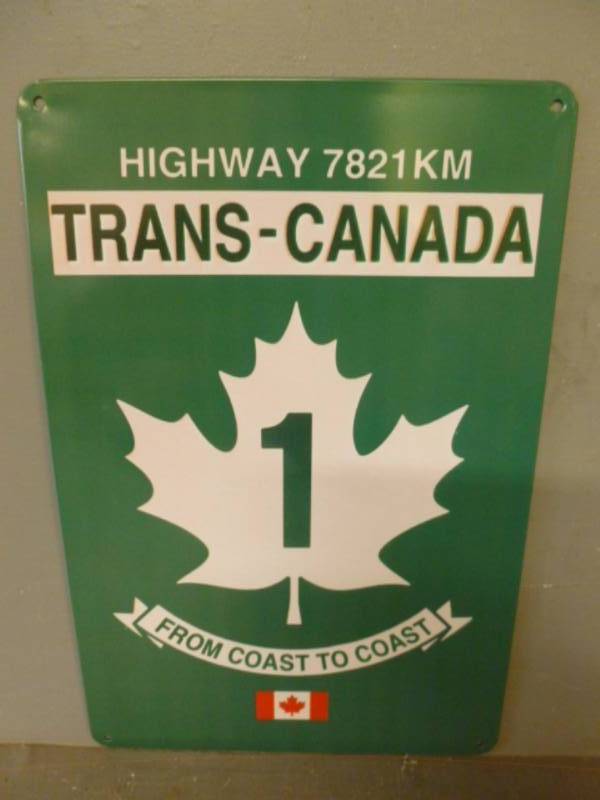 HIGHWAY 7821KM
TRANS-CANADA
1
FROM COAST TO COAST